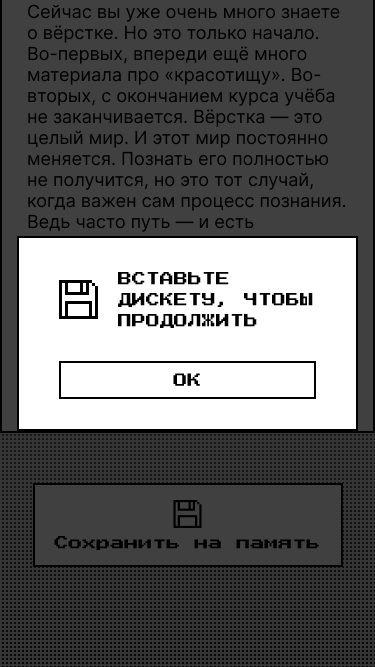 Сейчас вы уже очень много знаете
о вёрстке. Но это только начало.
Во-первых, впереди ещё много
материала про «красотищу». Во-
вторых, с окончанием курса учёба
не заканчивается. Вёрстка — это
целый мир. И этот мир постоянно
меняется. Познать его полностью
не получится, но это тот случай,
когда важен сам процесс познания.
Ведь часто путь — и есть
ВСТАВЬТЕ
ДИСКЕТУ, ЧТОБЫ
ПРОДОЛЖИТЬ
ОК
Сохранить на память